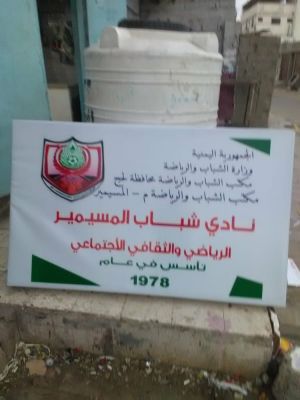 الجمهورية اليمنية
وزارة الشباب والرياضة
مكتب الشباب والرياضة محافظة لحج
مكتب الشباب والرياضة م - المسيمير
نادي شباب المسيمير
الرياضي والثقافي الأجتماعي
تأسس في عام
1978